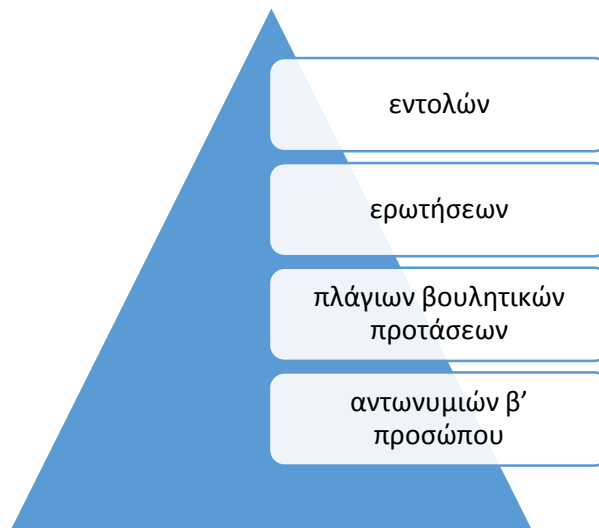 εντολών
ερωτήσεων
πλάγιων βουλητικών
προτάσεων
αντωνυμιών β’
προσώπου